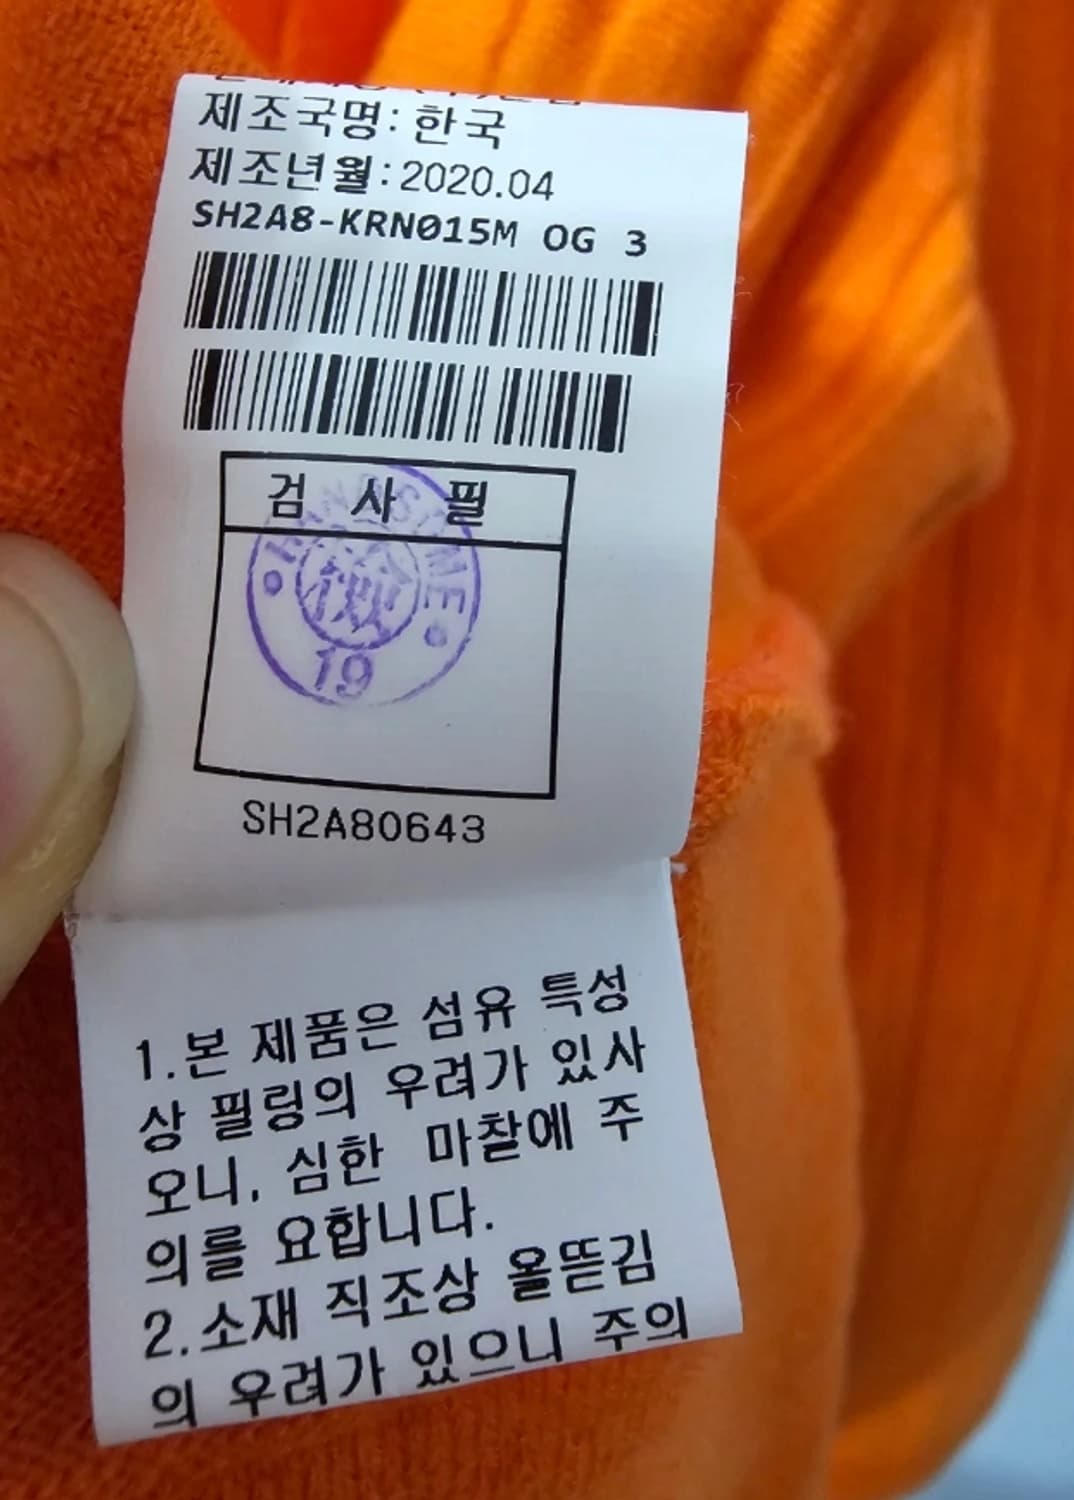 제조국명:한국
제조년월:2020.04
SH2A8-KRN015M OG 3
검 사 필
HANDSOME
檢
19
SH2A80643
1.본 제품은 섬유 특성
상 필링의 우려가 있사
오니, 심한 마찰에 주
의를 요합니다.
2.소재 직조상 올뜯김
의 우려가 있으니 주의